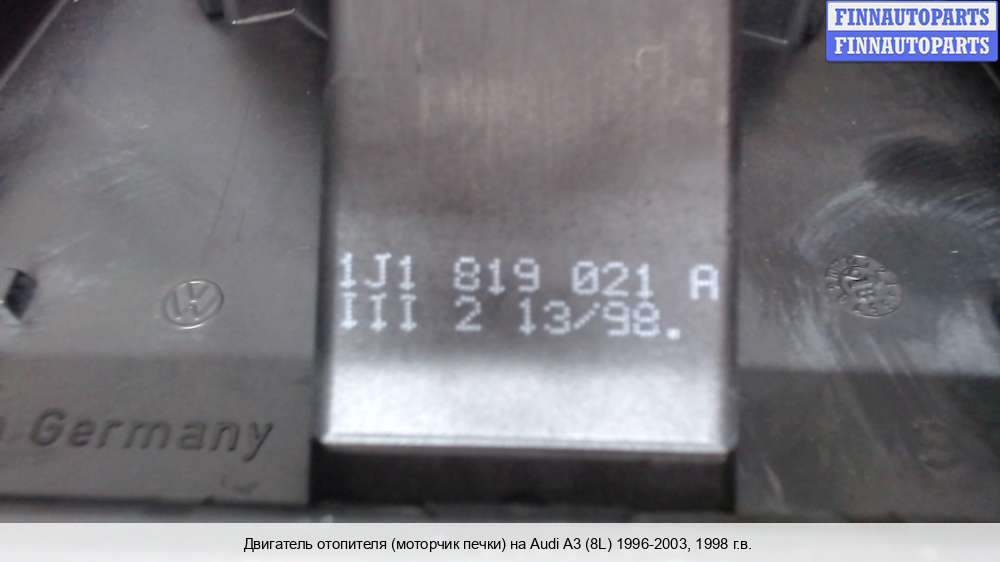 FINNAUTOPARTS
FINNAUTOPARTS
1J1 819 021 A
III 2 13/98.
Germany
Двигатель отопителя (моторчик печки) на Audi A3 (8L) 1996-2003, 1998 г.в.